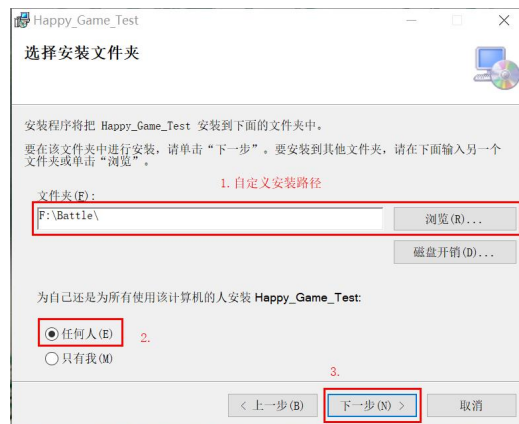 Happy_Game_Test
选择安装文件夹
安装程序将把 Happy_Game_Test 安装到下面的文件夹中。
要在该文件夹中进行安装，请单击“下一步”。要安装到其他文件夹，请在下面输入另一个
文件夹或单击“浏览”。
1.自定义安装路径
文件夹(F):
F:\Battle\
浏览(R)...
磁盘开销(D)...
为自己还是为所有使用该计算机的人安装 Happy_Game_Test:
任何人(E)
2.
只有我(M)
3.
< 上一步(B)
下一步(N) >
取消